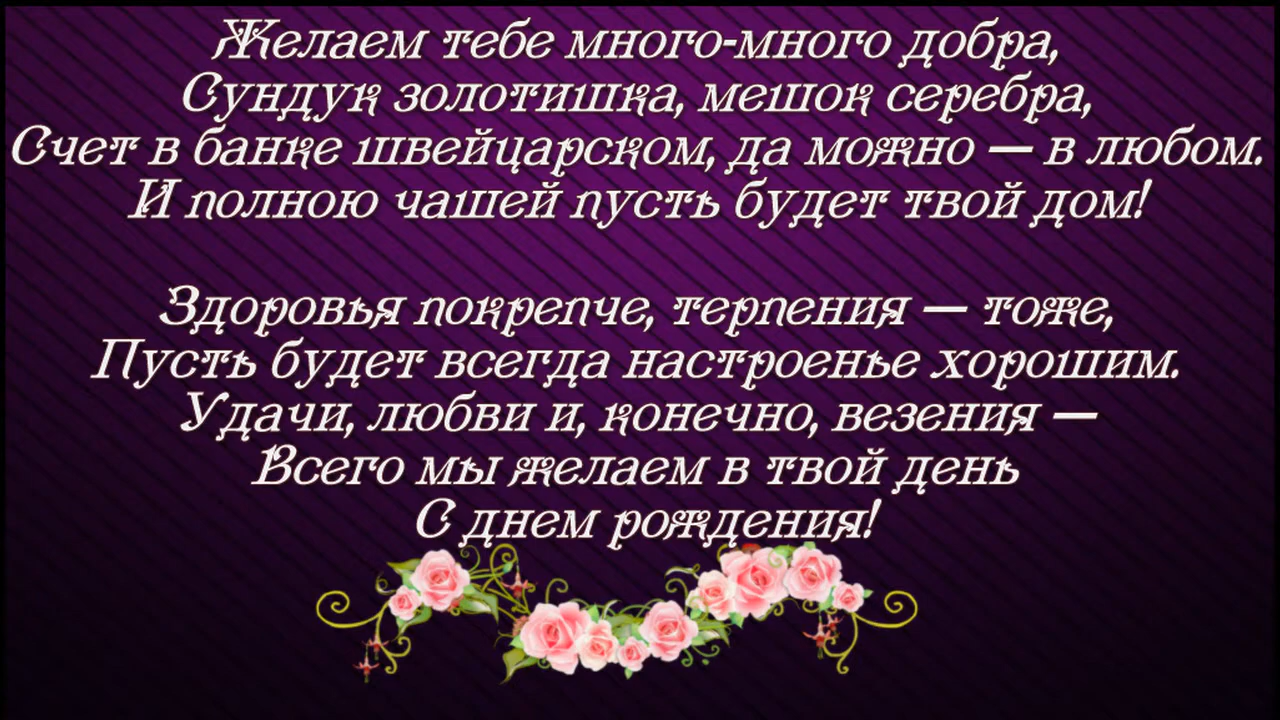 Желаем тебе много-много добра,
Сундук золотишка, мешок серебра,
Счет в банке швейцарском, да можно — в любом.
И полною чашей пусть будет твой дом!
Здоровья покрепче, терпения — тоже,
Пусть будет всегда настроенье хорошим.
Удачи, любви и, конечно, везения —
Всего мы желаем в твой день
С днем рождения!